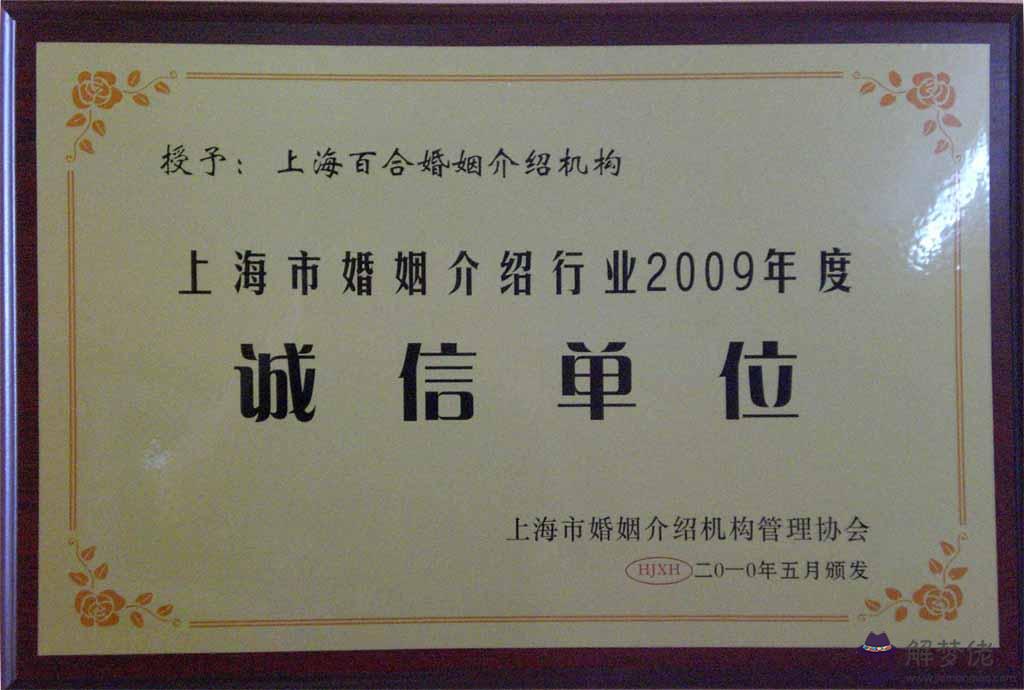 授予：上海百合婚姻介绍机构
上海市婚姻介绍行业2009年度
诚信单位
上海市婚姻介绍机构管理协会
HJXH 二0一0年五月颁发
解梦佬